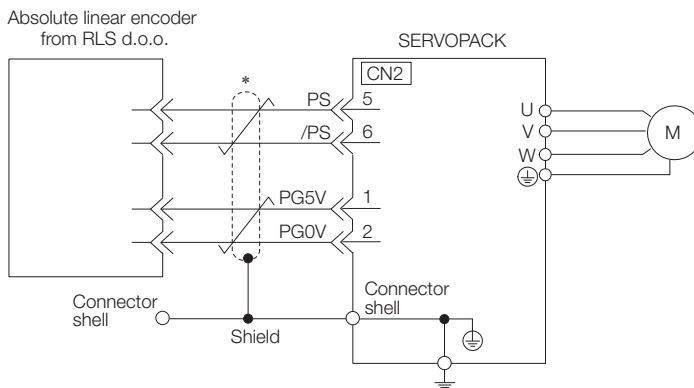 Absolute linear encoder
from RLS d.o.o.
SERVOPACK
CN2
*
PS
5
/PS
6
PG5V
1
PG0V
2
U
V
W
M
Connector
shell
Shield
Connector
shell